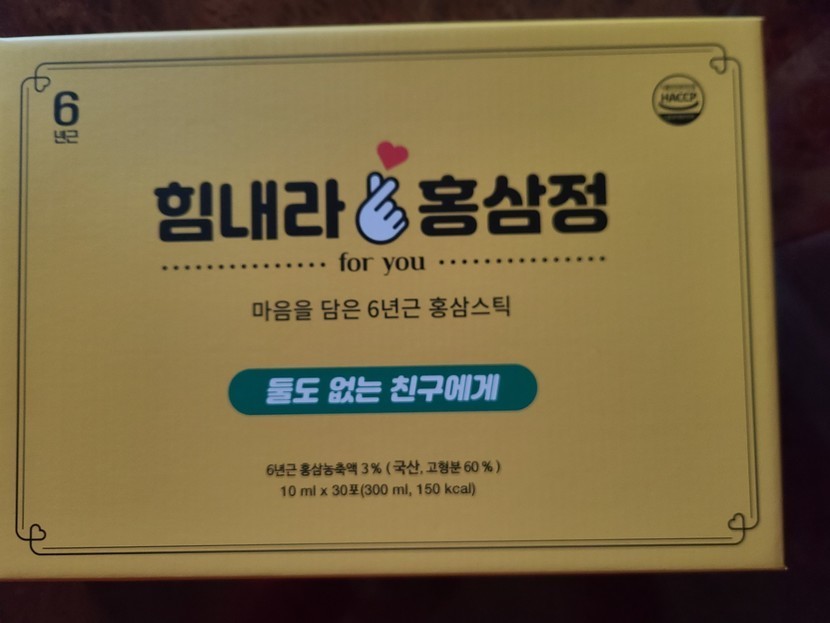 6
년근
HACCP
힘내라 홍삼정
for you
마음을 담은 6년근 홍삼스틱
둘도 없는 친구에게
6년근 홍삼농축액 3% ( 국산, 고형분 60% )
10 ml x 30포(300 ml, 150 kcal)